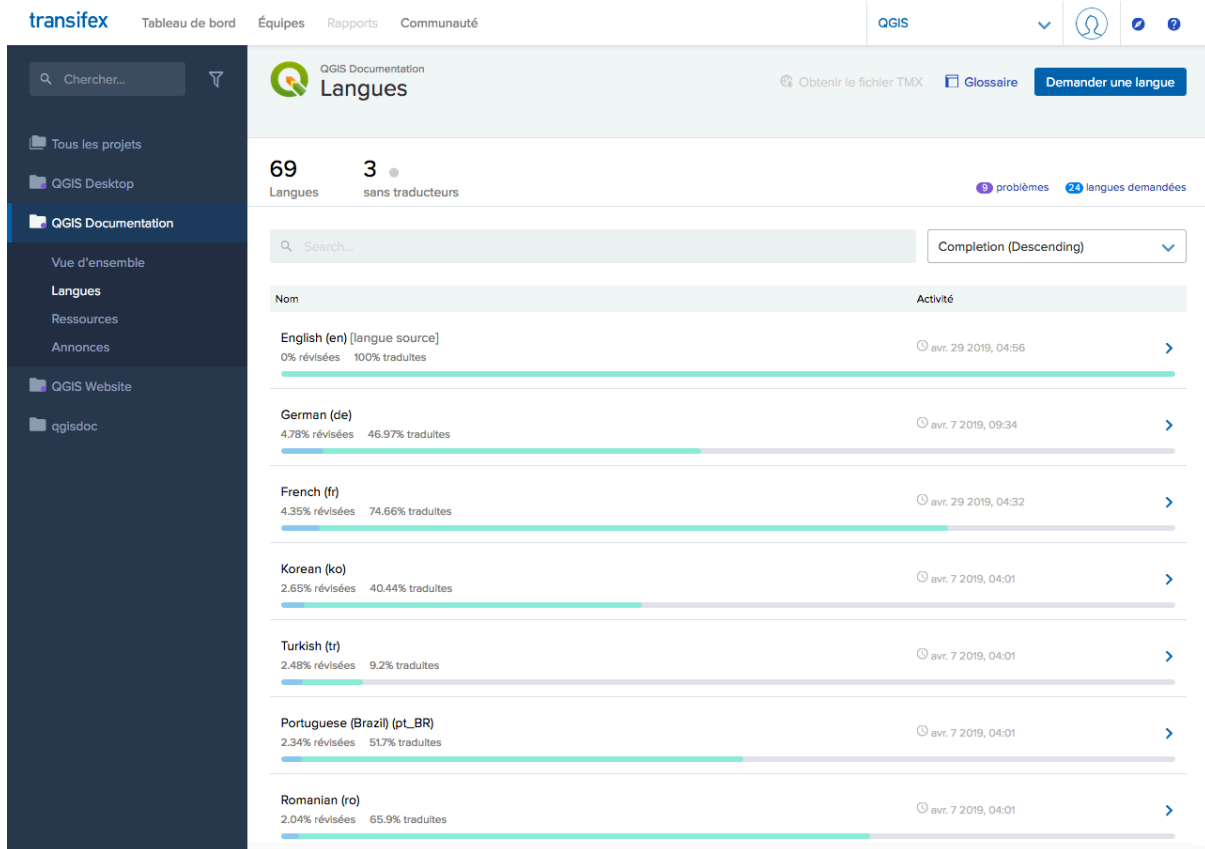 transifex Tableau de bord Équipes Rapports Communauté QGIS
Chercher...
Tous les projets
QGIS Desktop
QGIS Documentation
Vue d'ensemble
Langues
Ressources
Annonces
QGIS Website
qgisdoc
QGIS Documentation
Langues
Obtenir le fichier TMX Glossaire Demander une langue
69 3
Langues sans traducteurs
9 problèmes 24 langues demandées
Search... Completion (Descending)
Nom Activité
English (en) [langue source]
0% révisées 100% traduites
avr. 29 2019, 04:56
German (de)
4.78% révisées 46.97% traduites
avr. 7 2019, 09:34
French (fr)
4.35% révisées 74.66% traduites
avr. 29 2019, 04:32
Korean (ko)
2.65% révisées 40.44% traduites
avr. 7 2019, 04:01
Turkish (tr)
2.48% révisées 9.2% traduites
avr. 7 2019, 04:01
Portuguese (Brazil) (pt_BR)
2.34% révisées 51.7% traduites
avr. 7 2019, 04:01
Romanian (ro)
2.04% révisées 65.9% traduites
avr. 7 2019, 04:01